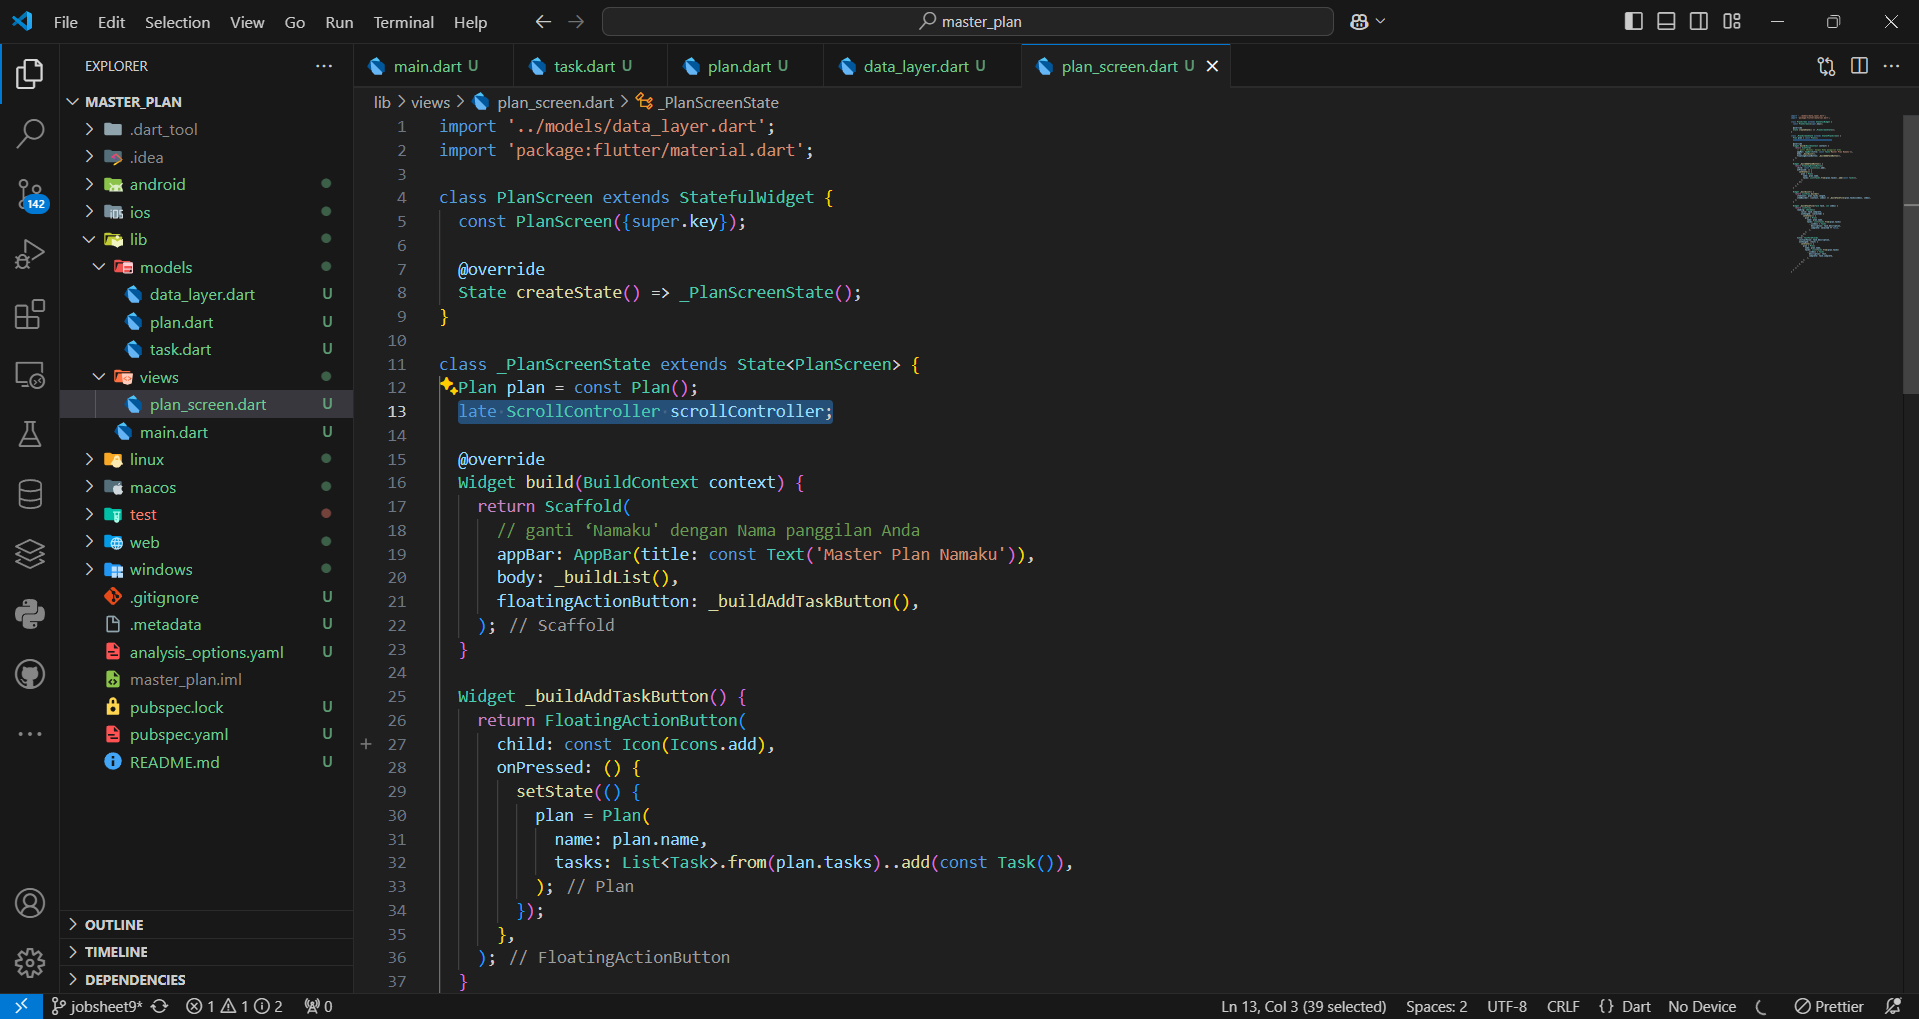 File Edit Selection View Go Run Terminal Help
master_plan
EXPLORER
MASTER_PLAN
.dart_tool
.idea
android
ios
lib
models
data_layer.dart U
plan.dart U
task.dart U
views
plan_screen.dart U
main.dart U
linux
macos
test
web
windows
.gitignore U
.metadata U
analysis_options.yaml U
master_plan.iml
pubspec.lock U
pubspec.yaml U
README.md U
OUTLINE
TIMELINE
DEPENDENCIES
142
main.dart U task.dart U plan.dart U data_layer.dart U plan_screen.dart U
lib > views > plan_screen.dart > _PlanScreenState
1 import '../models/data_layer.dart';
2 import 'package:flutter/material.dart';
3
4 class PlanScreen extends StatefulWidget {
5 const PlanScreen({super.key});
6
7 @override
8 State createState() => _PlanScreenState();
9 }
10
11 class _PlanScreenState extends State<PlanScreen> {
12 Plan plan = const Plan();
13 late ScrollController scrollController;
14
15 @override
16 Widget build(BuildContext context) {
17 return Scaffold(
18 // ganti ‘Namaku' dengan Nama panggilan Anda
19 appBar: AppBar(title: const Text('Master Plan Namaku')),
20 body: _buildList(),
21 floatingActionButton: _buildAddTaskButton(),
22 ); // Scaffold
23 }
24
25 Widget _buildAddTaskButton() {
26 return FloatingActionButton(
27 child: const Icon(Icons.add),
28 onPressed: () {
29 setState(() {
30 plan = Plan(
31 name: plan.name,
32 tasks: List<Task>.from(plan.tasks)..add(const Task()),
33 ); // Plan
34 });
35 },
36 ); // FloatingActionButton
37 }
jobsheet9* 1 1 2 0
Ln 13, Col 3 (39 selected) Spaces: 2 UTF-8 CRLF {} Dart No Device Prettier